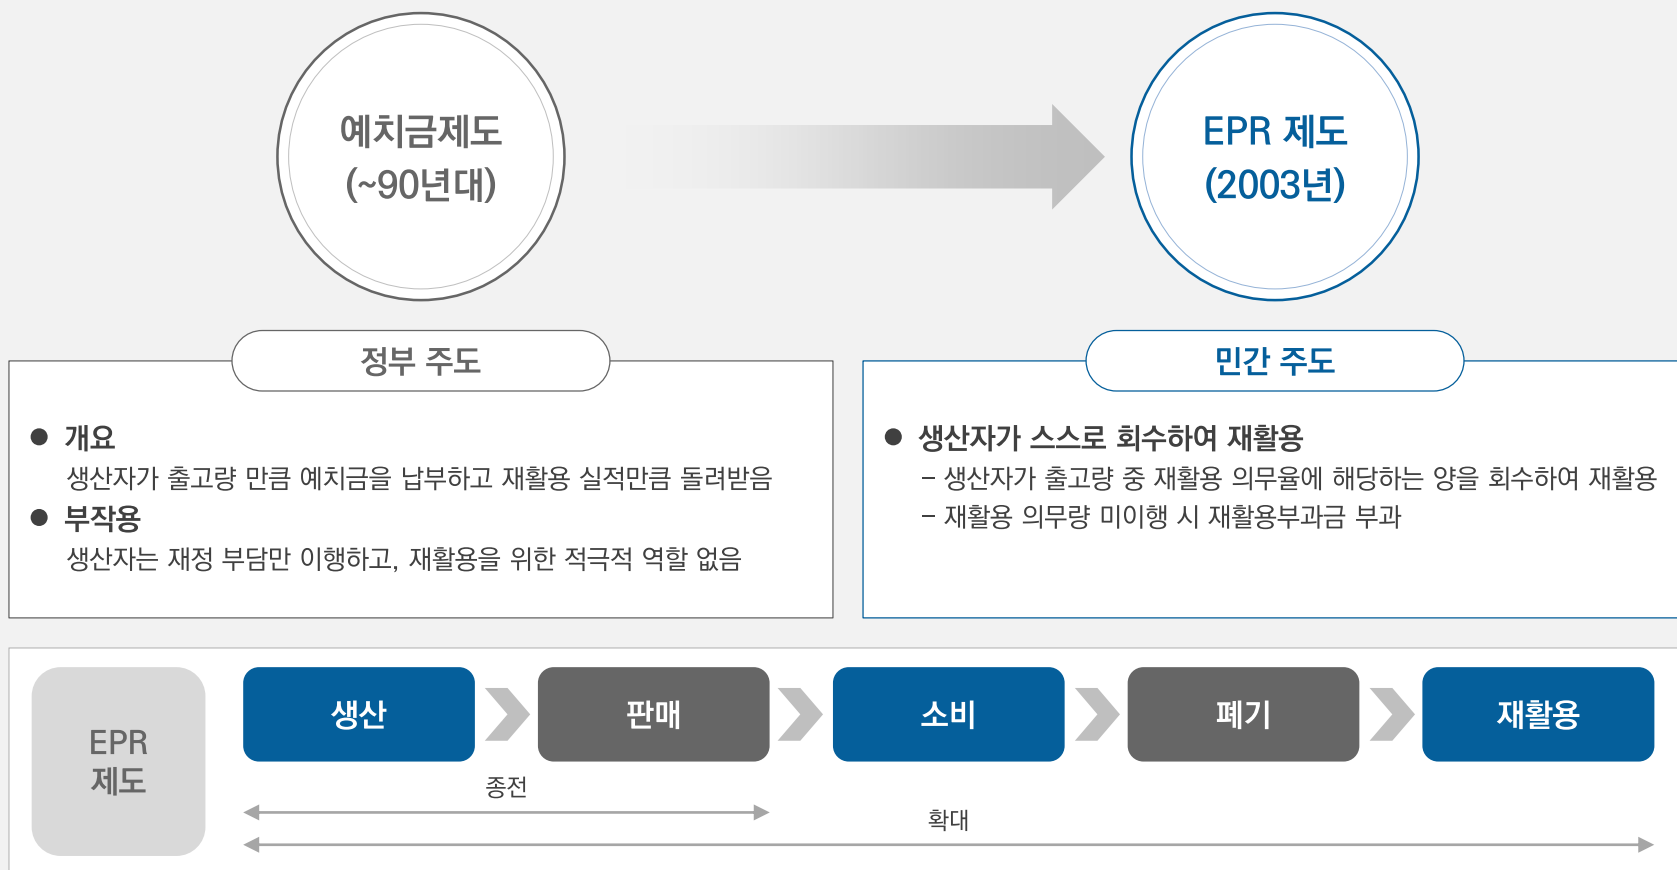 예치금제도
(~90년대)
EPR 제도
(2003년)
정부 주도
● 개요
생산자가 출고량 만큼 예치금을 납부하고 재활용 실적만큼 돌려받음
● 부작용
생산자는 재정 부담만 이행하고, 재활용을 위한 적극적 역할 없음
민간 주도
● 생산자가 스스로 회수하여 재활용
– 생산자가 출고량 중 재활용 의무율에 해당하는 양을 회수하여 재활용
– 재활용 의무량 미이행 시 재활용부과금 부과
EPR
제도
생산
판매
소비
폐기
재활용
종전
확대